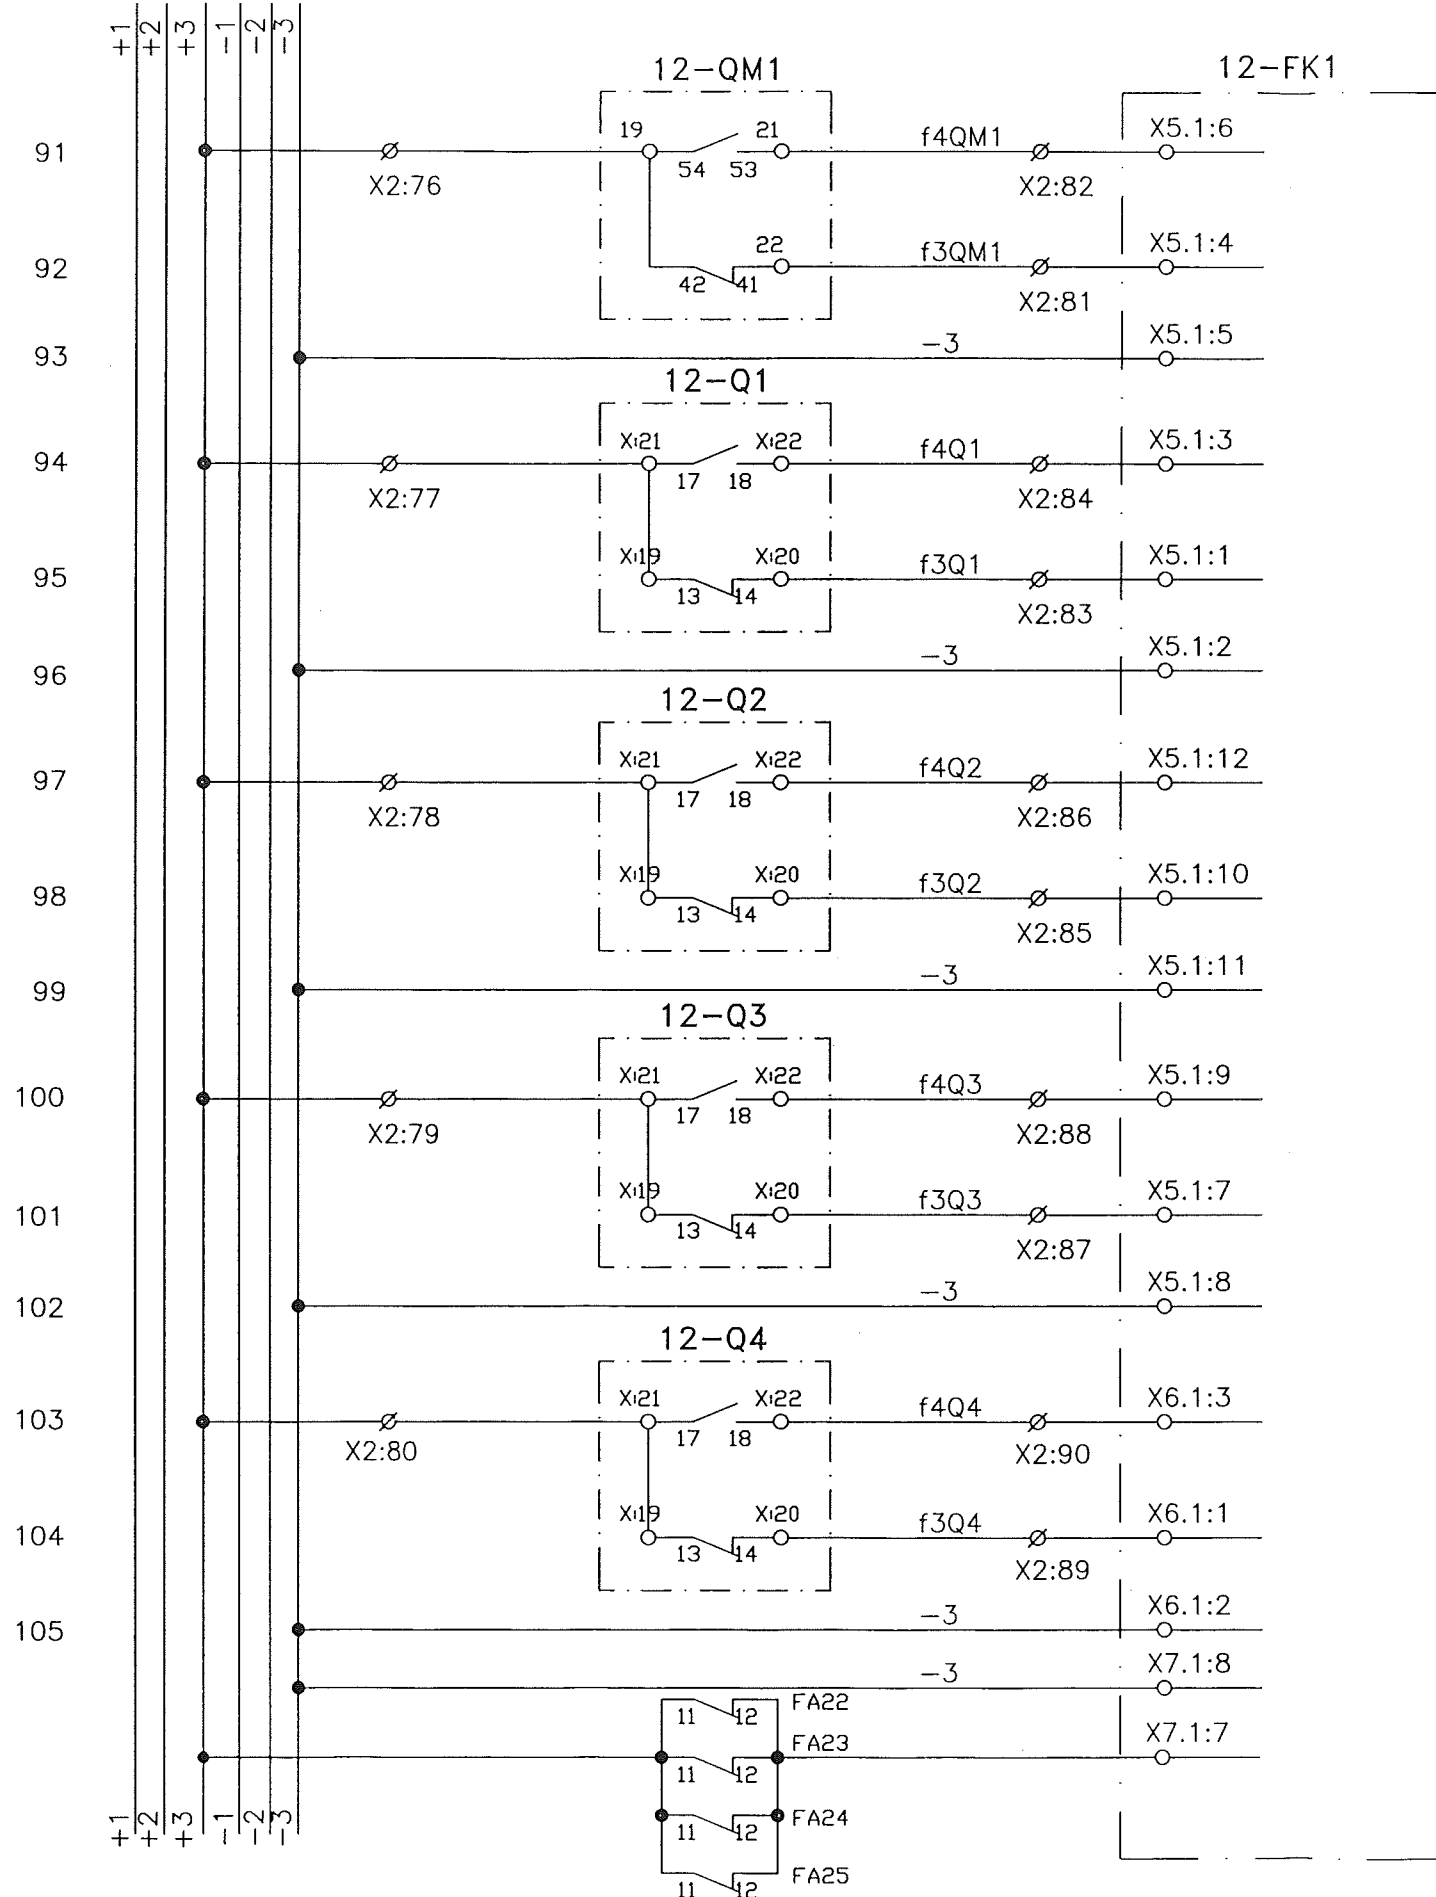 +1 +2 +3 -1 -2 -3
12-QM1 12-FK1
91 19 21 f4QM1 X5.1:6
X2:76 54 53 X2:82
92 22 f3QM1 X5.1:4
42 41 X2:81
93 -3 X5.1:5
12-Q1
94 X:21 X:22 f4Q1 X5.1:3
X2:77 17 18 X2:84
95 X:19 X:20 f3Q1 X5.1:1
13 14 X2:83
96 -3 X5.1:2
12-Q2
97 X:21 X:22 f4Q2 X5.1:12
X2:78 17 18 X2:86
98 X:19 X:20 f3Q2 X5.1:10
13 14 X2:85
99 -3 X5.1:11
12-Q3
100 X:21 X:22 f4Q3 X5.1:9
X2:79 17 18 X2:88
101 X:19 X:20 f3Q3 X5.1:7
13 14 X2:87
102 -3 X5.1:8
12-Q4
103 X:21 X:22 f4Q4 X6.1:3
X2:80 17 18 X2:90
104 X:19 X:20 f3Q4 X6.1:1
13 14 X2:89
105 -3 X6.1:2
-3 X7.1:8
11 12 FA22
11 12 FA23 X7.1:7
11 12 FA24
+1 +2 +3 -1 -2 -3
11 12 FA25